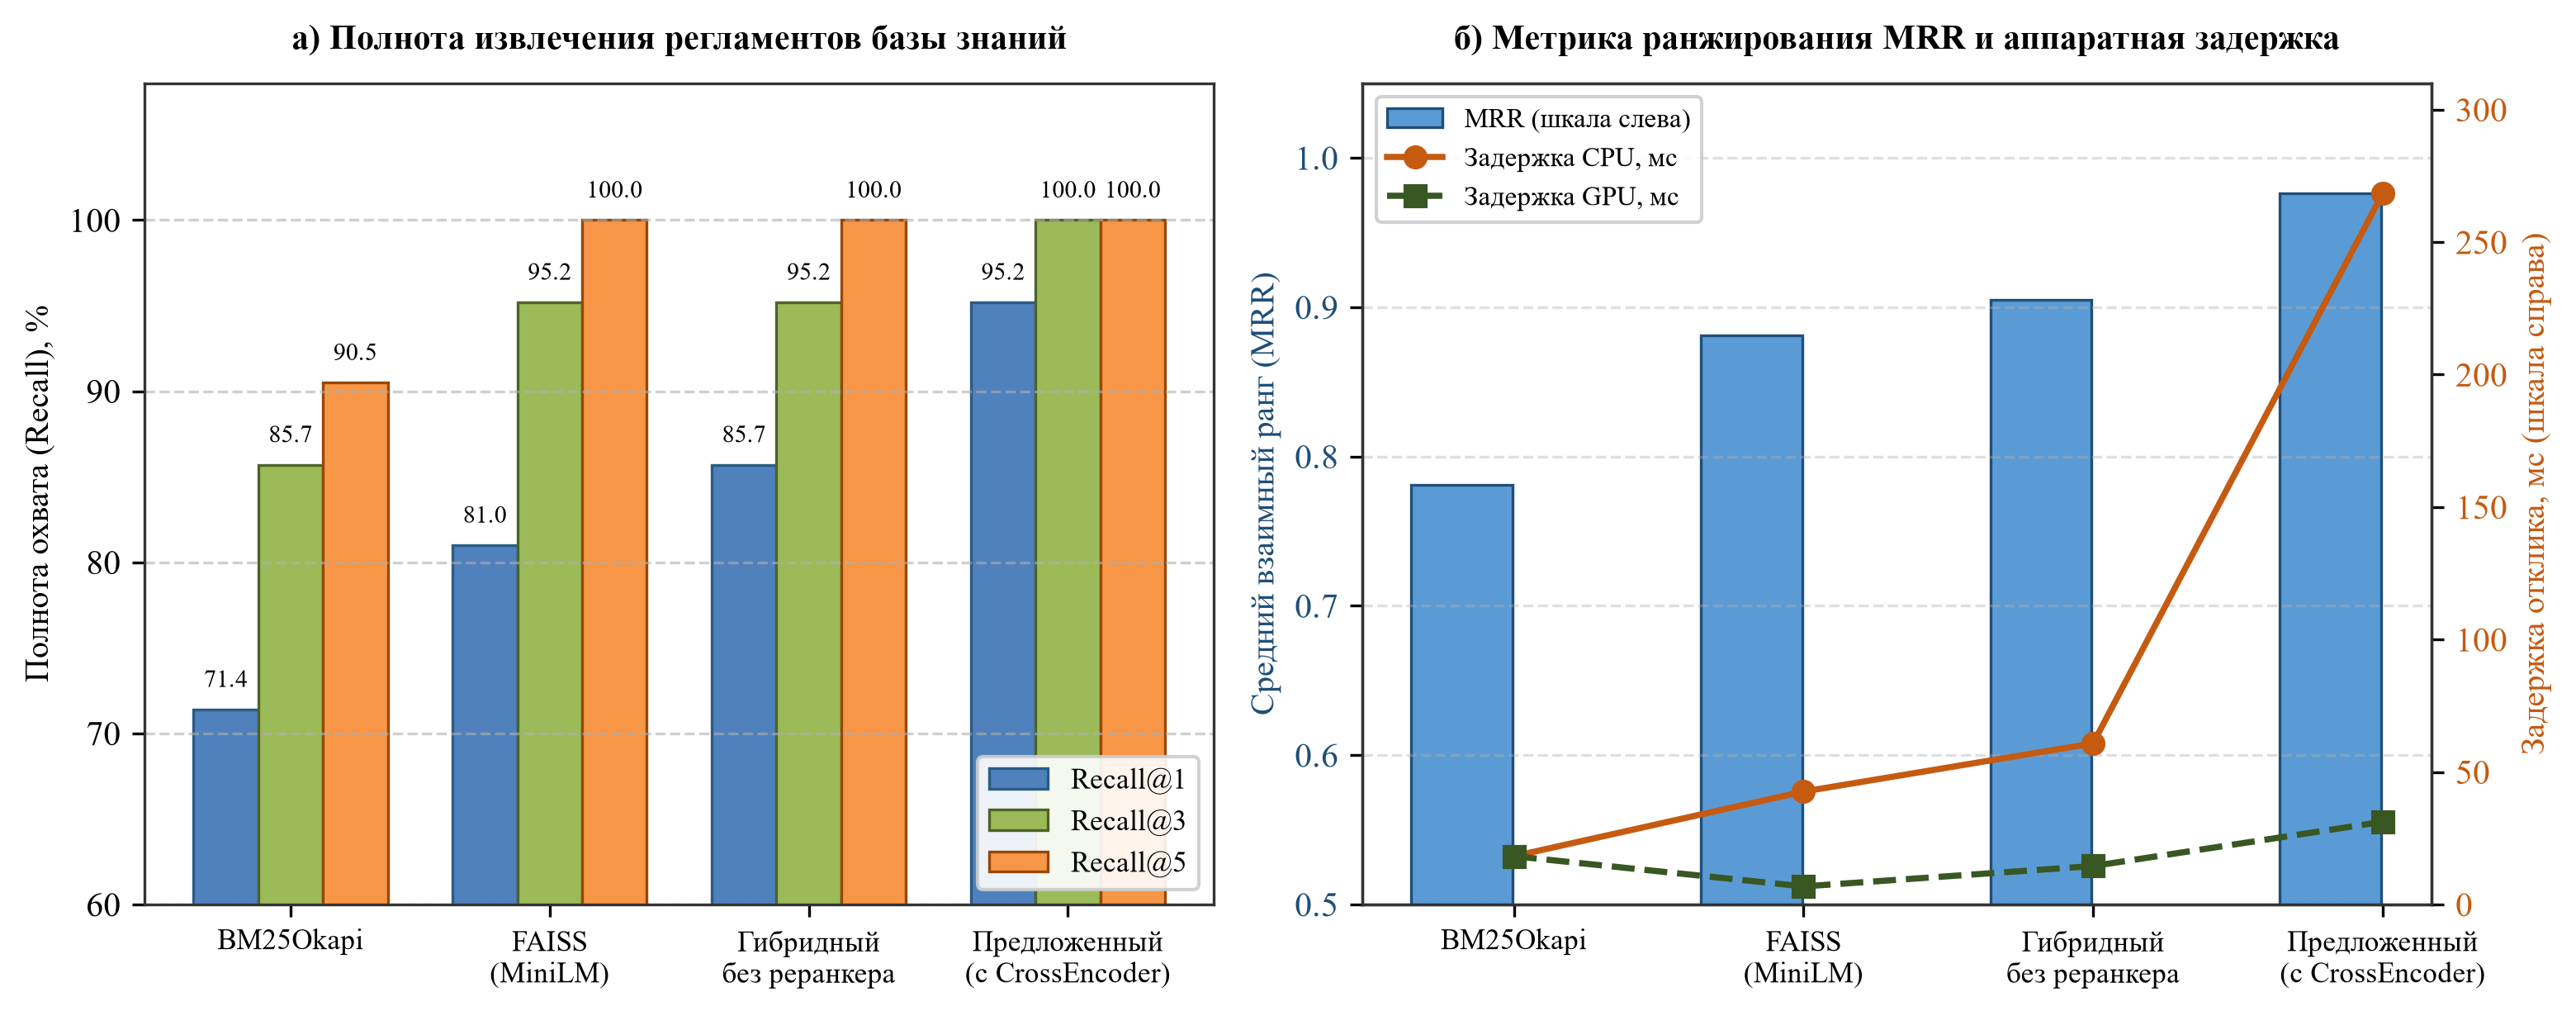 а) Полнота извлечения регламентов базы знаний
Полнота охвата (Recall), %
100
90
80
70
60
71.4
85.7
90.5
81.0
95.2
100.0
85.7
95.2
100.0
95.2
100.0
100.0
Recall@1
Recall@3
Recall@5
BM25Okapi
FAISS
(MiniLM)
Гибридный
без реранкера
Предложенный
(с CrossEncoder)
б) Метрика ранжирования MRR и аппаратная задержка
Средний взаимный ранг (MRR)
1.0
0.9
0.8
0.7
0.6
0.5
MRR (шкала слева)
Задержка CPU, мс
Задержка GPU, мс
300
250
200
150
100
50
0
Задержка отклика, мс (шкала справа)
BM25Okapi
FAISS
(MiniLM)
Гибридный
без реранкера
Предложенный
(с CrossEncoder)